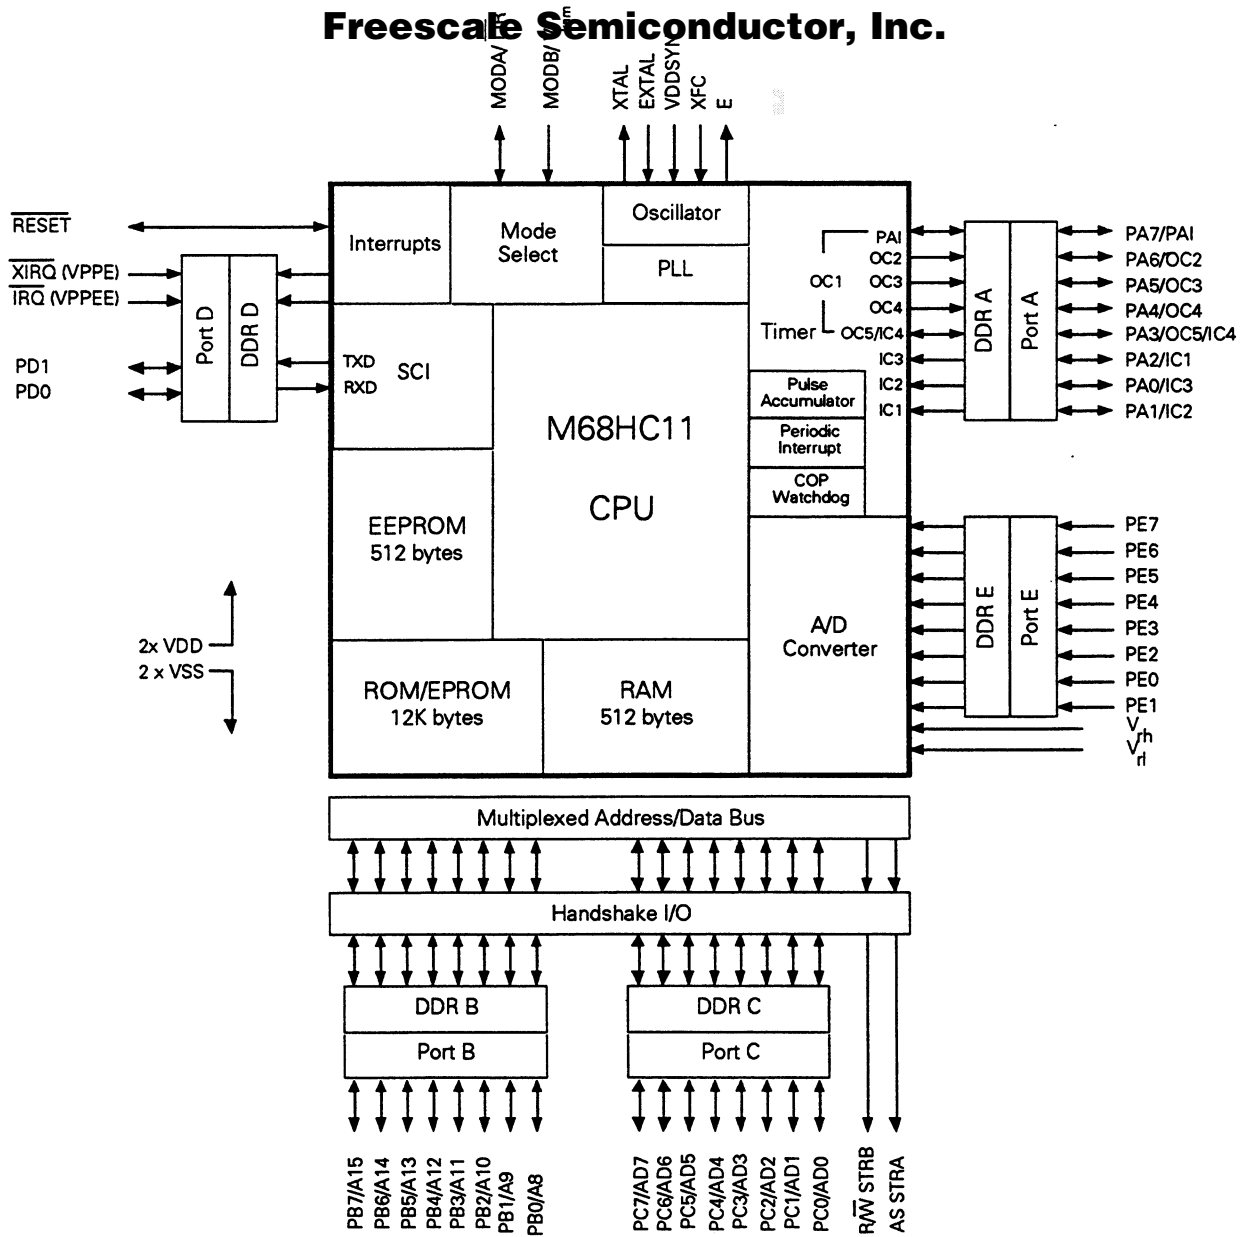 Freescale Semiconductor, Inc.
MODA/
MODB/
XTAL
EXTAL
VDDSYN
XFC
E
RESET
XIRQ (VPPE)
IRQ (VPPEE)
PD1
PD0
Port D
DDR D
Interrupts
Mode
Select
Oscillator
PLL
TXD
RXD
SCI
M68HC11
CPU
EEPROM
512 bytes
ROM/EPROM
12K bytes
RAM
512 bytes
Timer
OC1
PAI
OC2
OC3
OC4
OC5/IC4
IC3
IC2
IC1
Pulse
Accumulator
Periodic
Interrupt
COP
Watchdog
A/D
Converter
DDR A
Port A
PA7/PAI
PA6/OC2
PA5/OC3
PA4/OC4
PA3/OC5/IC4
PA2/IC1
PA0/IC3
PA1/IC2
DDR E
Port E
PE7
PE6
PE5
PE4
PE3
PE2
PE0
PE1
Vrh
Vrl
2x VDD
2 x VSS
Multiplexed Address/Data Bus
Handshake I/O
DDR B
Port B
DDR C
Port C
PB7/A15
PB6/A14
PB5/A13
PB4/A12
PB3/A11
PB2/A10
PB1/A9
PB0/A8
PC7/AD7
PC6/AD6
PC5/AD5
PC4/AD4
PC3/AD3
PC2/AD2
PC1/AD1
PC0/AD0
R/W STRB
AS STRA